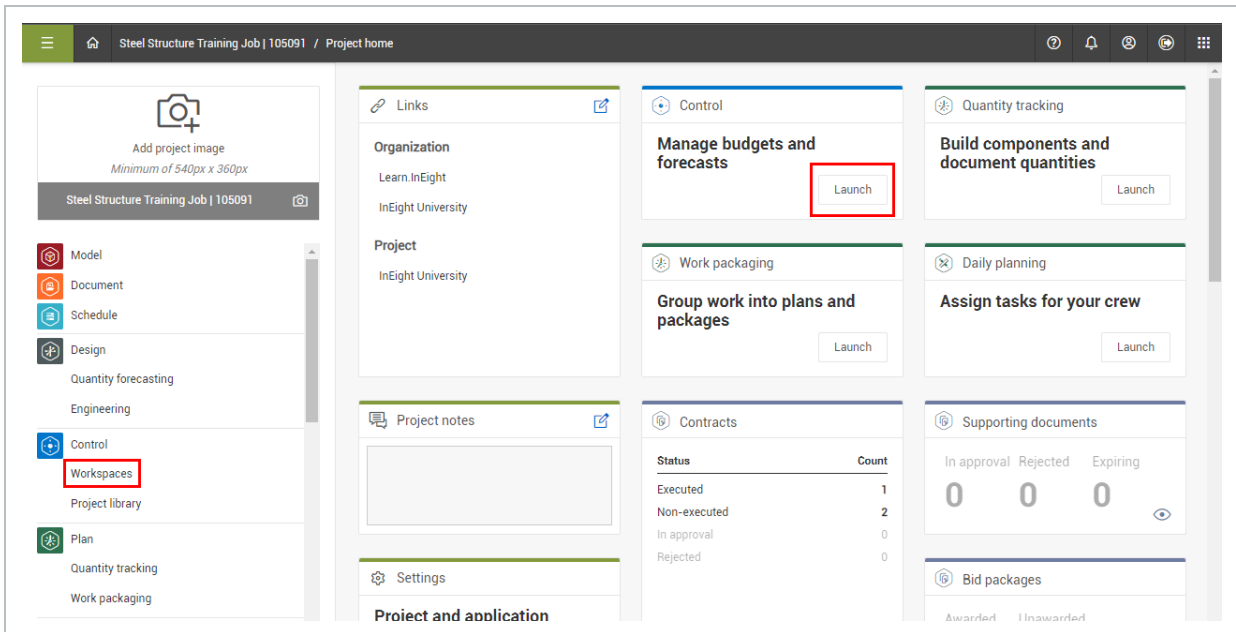 Steel Structure Training Job | 105091 / Project home
Add project image
Minimum of 540px x 360px
Steel Structure Training Job | 105091
Model
Document
Schedule
Design
Quantity forecasting
Engineering
Control
Workspaces
Project library
Plan
Quantity tracking
Work packaging
Links
Organization
Learn.InEight
InEight University
Project
InEight University
Project notes
Settings
Project and application
Control
Manage budgets and
forecasts
Launch
Work packaging
Group work into plans and
packages
Launch
Contracts
Status Count
Executed 1
Non-executed 2
In approval 0
Rejected 0
Quantity tracking
Build components and
document quantities
Launch
Daily planning
Assign tasks for your crew
Launch
Supporting documents
In approval Rejected Expiring
0 0 0
Bid packages
Awarded Unawarded